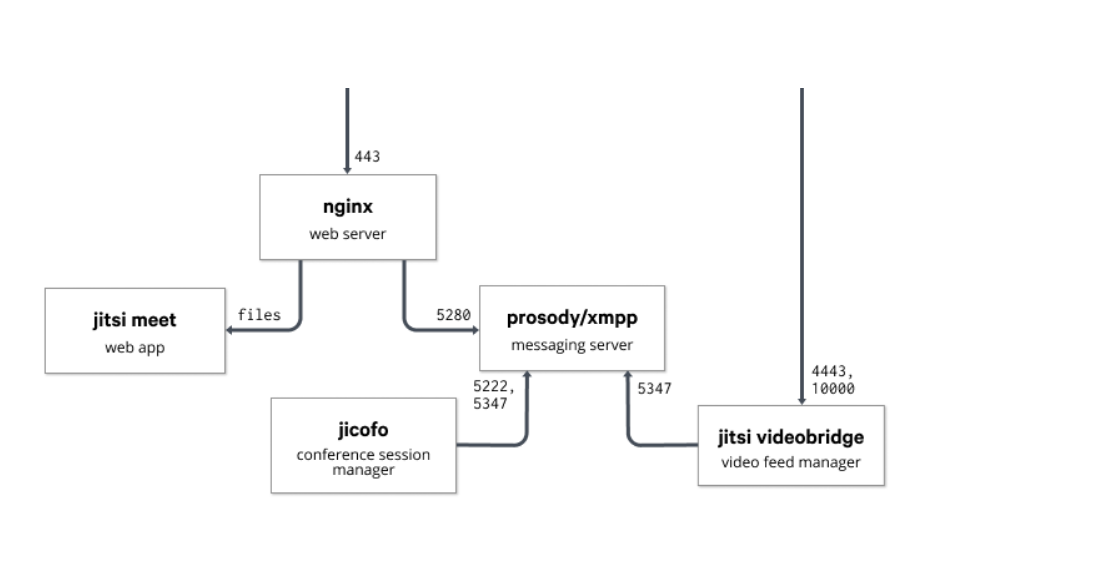 443
nginx
web server
jitsi meet
web app
files
5280
prosody/xmpp
messaging server
5222,
5347
5347
4443,
10000
jicofo
conference session
manager
jitsi videobridge
video feed manager